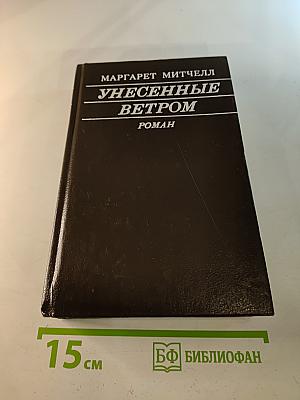 МАРГАРЕТ МИТЧЕЛЛ
УНЕСЕННЫЕ
ВЕТРОМ
РОМАН
15 см
БФ БИБЛИОФАН